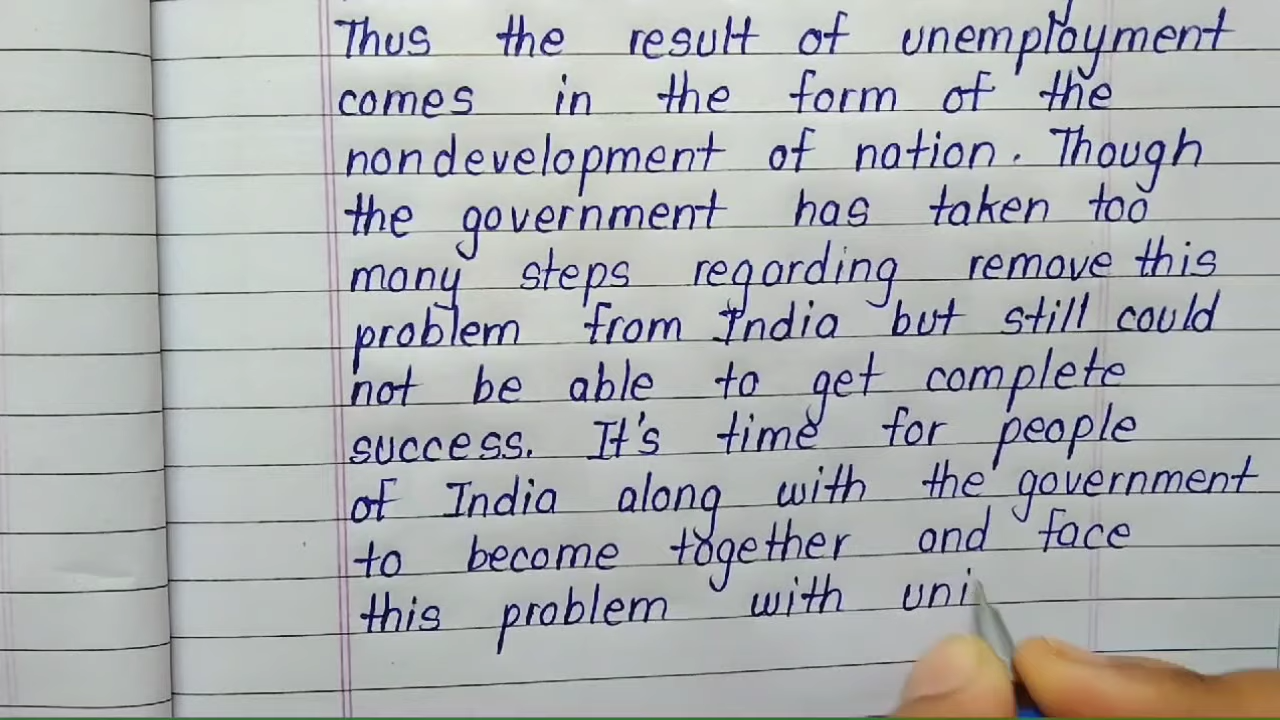 Thus the result of unemployment
comes in the form of the
nondevelopment of nation. Though
the government has taken too
many steps regarding remove this
problem from India but still could
not be able to get complete
success. It's time for people
of India along with the government
to become together and face
this problem with uni